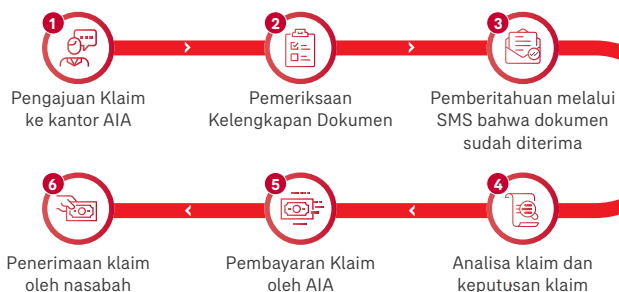 1
Pengajuan Klaim
ke kantor AIA
2
Pemeriksaan
Kelengkapan Dokumen
3
Pemberitahuan melalui
SMS bahwa dokumen
sudah diterima
4
Analisa klaim dan
keputusan klaim
5
Pembayaran Klaim
oleh AIA
6
Penerimaan klaim
oleh nasabah